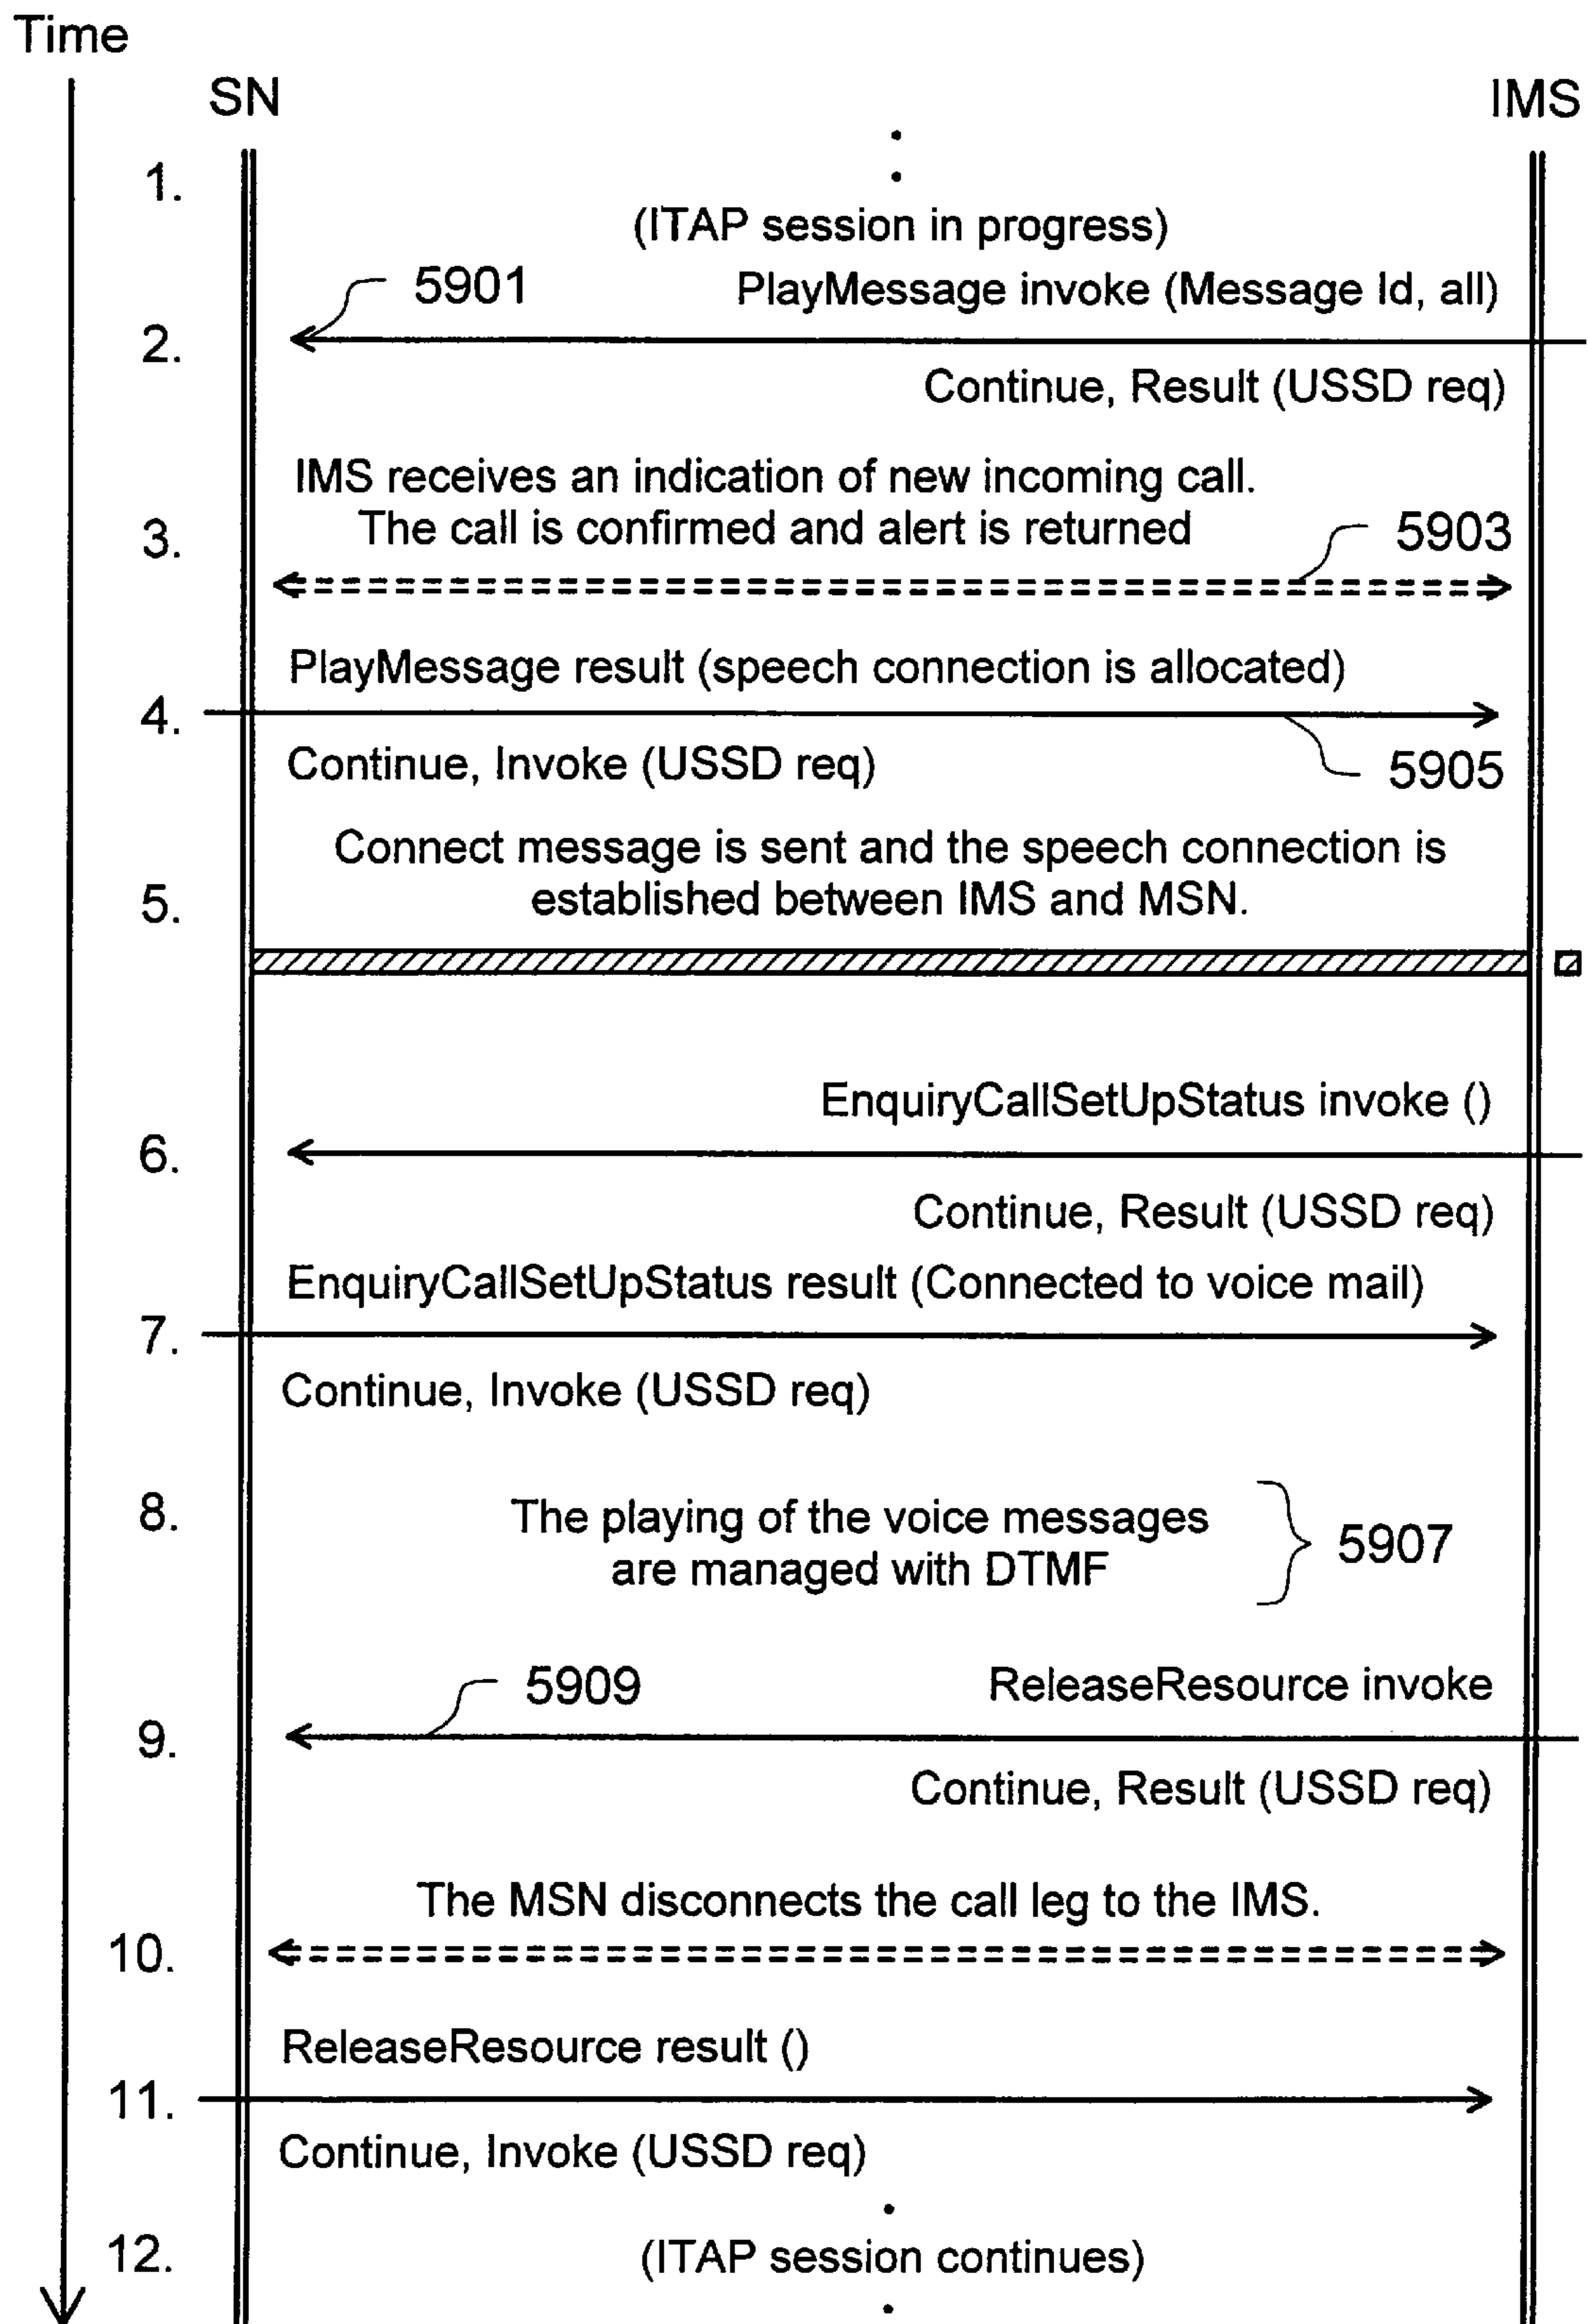 Time
SN
IMS
1.
(ITAP session in progress)
5901
PlayMessage invoke (Message Id, all)
2.
Continue, Result (USSD req)
IMS receives an indication of new incoming call.
3.
The call is confirmed and alert is returned
5903
PlayMessage result (speech connection is allocated)
4.
Continue, Invoke (USSD req)
5905
Connect message is sent and the speech connection is
5.
established between IMS and MSN.
EnquiryCallSetUpStatus invoke ()
6.
Continue, Result (USSD req)
EnquiryCallSetUpStatus result (Connected to voice mail)
7.
Continue, Invoke (USSD req)
8.
The playing of the voice messages
are managed with DTMF
5907
5909
ReleaseResource invoke
9.
Continue, Result (USSD req)
The MSN disconnects the call leg to the IMS.
10.
ReleaseResource result ()
11.
Continue, Invoke (USSD req)
12.
(ITAP session continues)